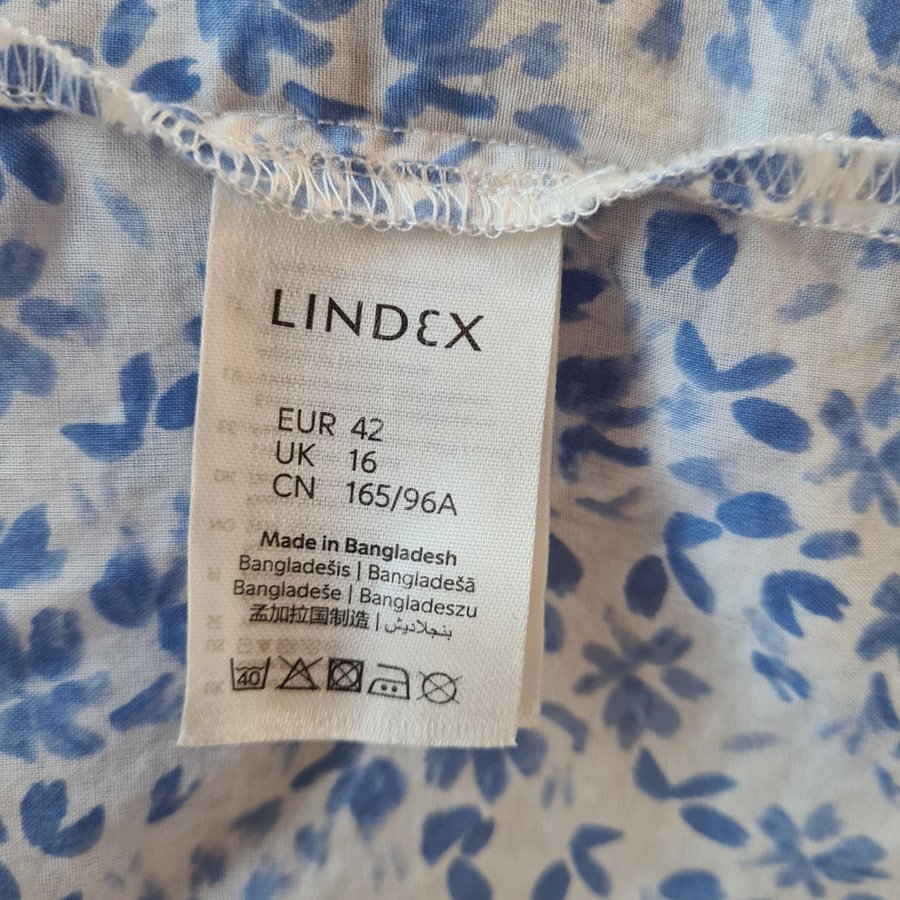 LINDEX
EUR 42
UK 16
CN 165/96A
Made in Bangladesh
Bangladešis | Bangladešā
Bangladeše | Bangladeszu
孟加拉国制造 | بنجلاديش
40